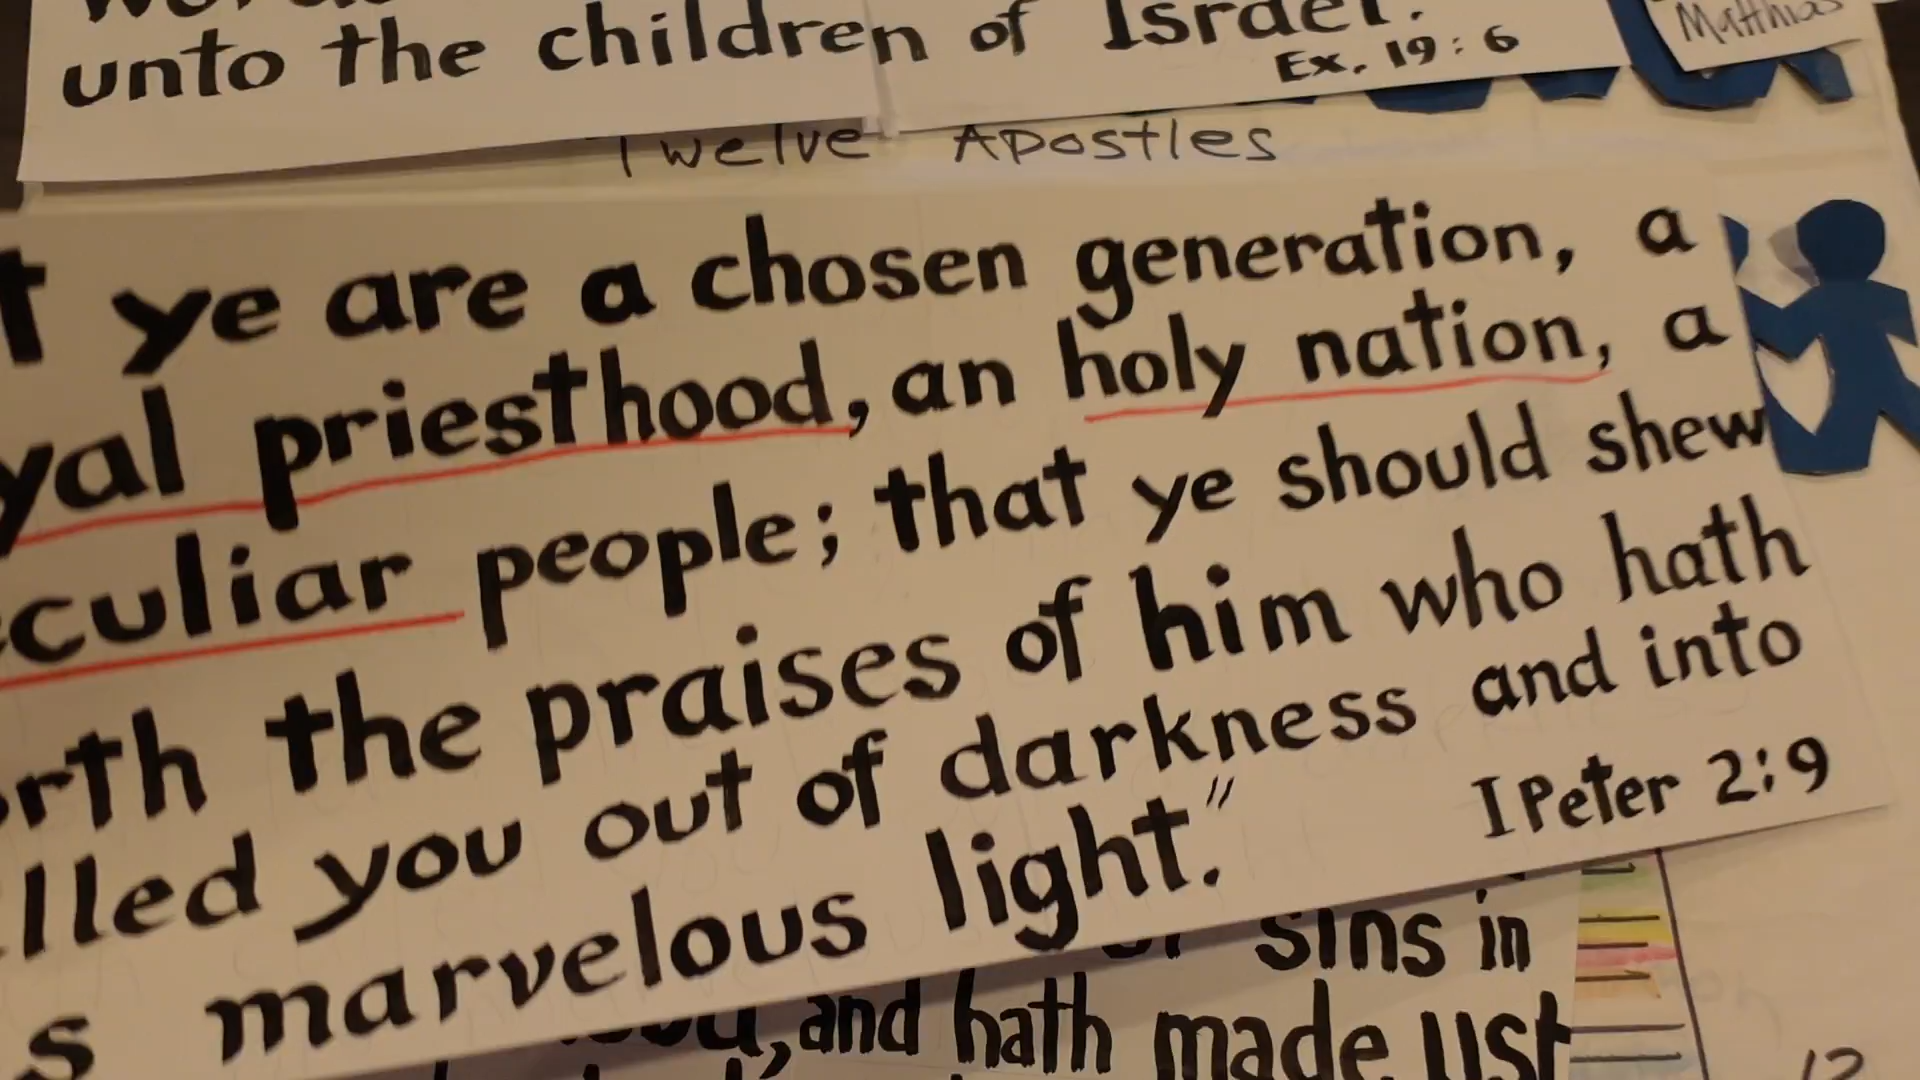 unto the children of Israel.
Ex. 19:6
Matthias
Twelve Apostles
ye are a chosen generation, a
yal priesthood, an holy nation, a
culiar people; that ye should shew
rth the praises of him who hath
lled you out of darkness and into
s marvelous light."
I Peter 2:9
sins in
, and hath made us
12